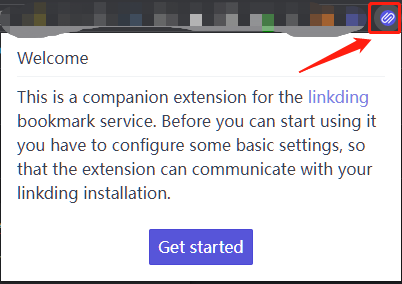 Welcome
This is a companion extension for the linkding
bookmark service. Before you can start using it
you have to configure some basic settings, so
that the extension can communicate with your
linkding installation.
Get started